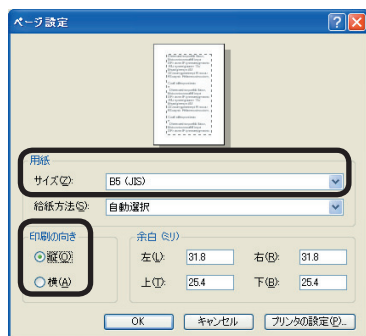 ページ設定
用紙
サイズ(Z): B5 (JIS)
給紙方法(S): 自動選択
印刷の向き
縦(O)
横(A)
余白 (ミリ)
左(L): 31.8 右(R): 31.8
上(T): 25.4 下(B): 25.4
OK キャンセル プリンタの設定(P)...